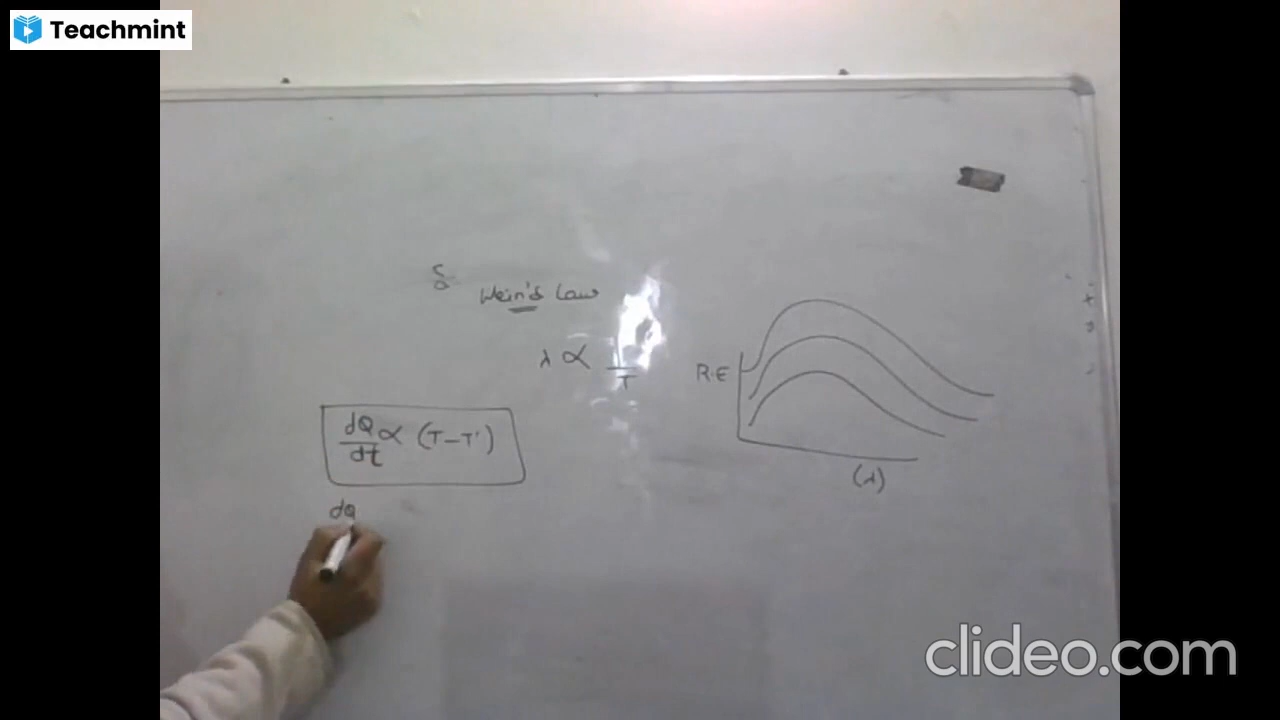 Teachmint
Wein's Law
λ ∝ 1/T
R.E
dQ/dt ∝ (T-T')
(λ)
dQ
clideo.com